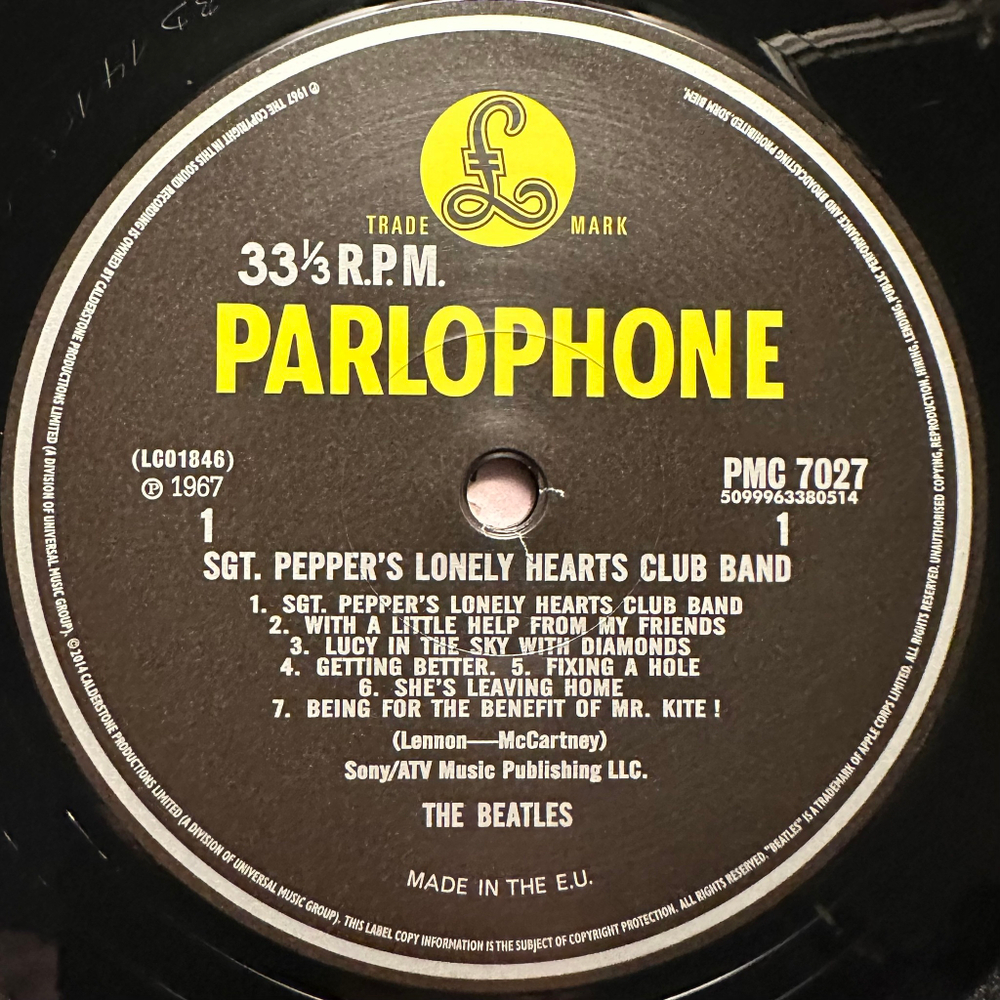 £
TRADE MARK
33⅓ R.P.M.
PARLOPHONE
(LC01846)
℗ 1967
PMC 7027
5099963380514
1 1
SGT. PEPPER'S LONELY HEARTS CLUB BAND
1. SGT. PEPPER'S LONELY HEARTS CLUB BAND
2. WITH A LITTLE HELP FROM MY FRIENDS
3. LUCY IN THE SKY WITH DIAMONDS
4. GETTING BETTER. 5. FIXING A HOLE
6. SHE'S LEAVING HOME
7. BEING FOR THE BENEFIT OF MR. KITE !
(Lennon—McCartney)
Sony/ATV Music Publishing LLC.
THE BEATLES
MADE IN THE E.U.
℗ 1967 THE COPYRIGHT IN THIS SOUND RECORDING IS OWNED BY CALDERSTONE PRODUCTIONS LIMITED (A DIVISION OF UNIVERSAL MUSIC GROUP). © 2014 CALDERSTONE PRODUCTIONS LIMITED (A DIVISION OF UNIVERSAL MUSIC GROUP). THIS LABEL COPY INFORMATION IS THE SUBJECT OF COPYRIGHT PROTECTION. ALL RIGHTS RESERVED. "BEATLES" IS A TRADEMARK OF APPLE CORPS LIMITED. ALL RIGHTS RESERVED. UNAUTHORISED COPYING, REPRODUCTION, HIRING, LENDING, PUBLIC PERFORMANCE AND BROADCASTING PROHIBITED. SDRM BIEM.